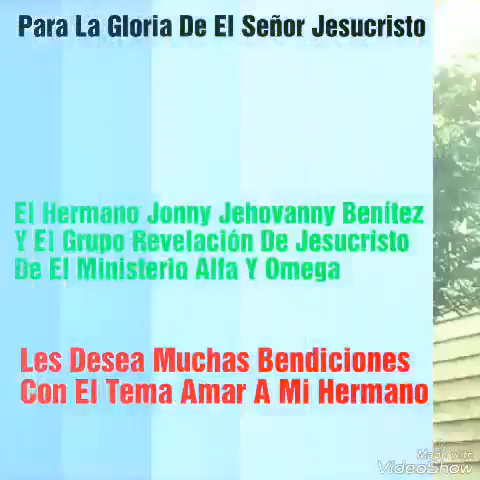 Para La Gloria De El Señor Jesucristo
El Hermano Jonny Jehovanny Benítez
Y El Grupo Revelación De Jesucristo
De El Ministerio Alfa Y Omega
Les Desea Muchas Bendiciones
Con El Tema Amar A Mi Hermano
Made with
VideoShow